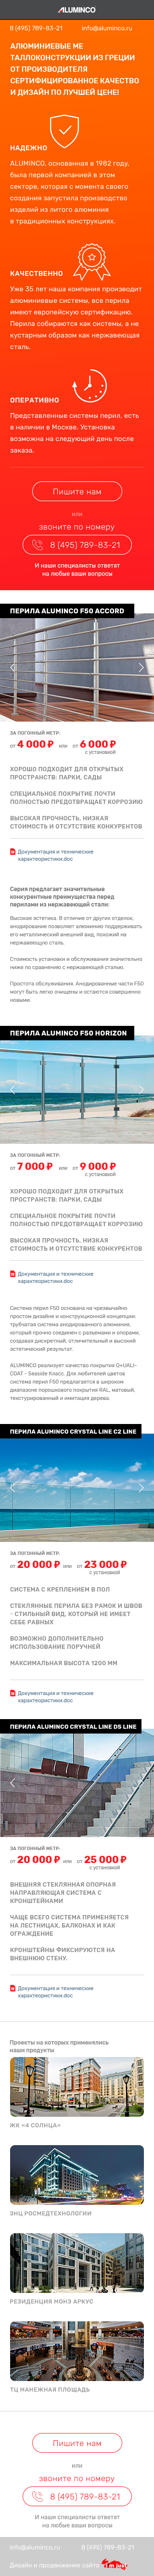 ALUMINCO
8 (495) 789-83-21
info@aluminco.ru
АЛЮМИНИЕВЫЕ МЕ
ТАЛЛОКОНСТРУКЦИИ ИЗ ГРЕЦИИ
ОТ ПРОИЗВОДИТЕЛЯ
СЕРТИФИЦИРОВАННОЕ КАЧЕСТВО
И ДИЗАЙН ПО ЛУЧШЕЙ ЦЕНЕ!
НАДЕЖНО
ALUMINCO, основанная в 1982 году,
была первой компанией в этом
секторе, которая с момента своего
создания запустила производство
изделий из литого алюминия
в традиционных конструкциях.
КАЧЕСТВЕННО
Уже 35 лет наша компания производит
алюминиевые системы, все перила
имеют европейскую сертификацию.
Перила собираются как системы, а не
кустарным образом как нержавеющая
сталь.
ОПЕРАТИВНО
Представленные системы перил, есть
в наличии в Москве. Установка
возможна на следующий день после
заказа.
Пишите нам
или
звоните по номеру
8 (495) 789-83-21
И наши специалисты ответят
на любые ваши вопросы
ПЕРИЛА ALUMINCO F50 ACCORD
ЗА ПОГОННЫЙ МЕТР:
от 4 000 ₽ или от 6 000 ₽
с установкой
ХОРОШО ПОДХОДИТ ДЛЯ ОТКРЫТЫХ
ПРОСТРАНСТВ: ПАРКИ, САДЫ
СПЕЦИАЛЬНОЕ ПОКРЫТИЕ ПОЧТИ
ПОЛНОСТЬЮ ПРЕДОТВРАЩАЕТ КОРРОЗИЮ
ВЫСОКАЯ ПРОЧНОСТЬ, НИЗКАЯ
СТОИМОСТЬ И ОТСУТСТВИЕ КОНКУРЕНТОВ
Документация и технические
характеористики.doc
Серия предлагает значительные
конкурентные преимущества перед
перилами из нержавеющей стали:
Высокая эстетика. В отличие от других отделок,
анодирование позволяет алюминию поддерживать
его металлический внешний вид, похожий на
нержавеющую сталь.
Стоимость установки и обслуживания значительно
ниже по сравнению с нержавеющей сталью.
Простота обслуживания. Анодированные части F50
могут быть легко очищены и остаются совершенно
новыми.
ПЕРИЛА ALUMINCO F50 HORIZON
ЗА ПОГОННЫЙ МЕТР:
от 7 000 ₽ или от 9 000 ₽
с установкой
ХОРОШО ПОДХОДИТ ДЛЯ ОТКРЫТЫХ
ПРОСТРАНСТВ: ПАРКИ, САДЫ
СПЕЦИАЛЬНОЕ ПОКРЫТИЕ ПОЧТИ
ПОЛНОСТЬЮ ПРЕДОТВРАЩАЕТ КОРРОЗИЮ
ВЫСОКАЯ ПРОЧНОСТЬ, НИЗКАЯ
СТОИМОСТЬ И ОТСУТСТВИЕ КОНКУРЕНТОВ
Документация и технические
характеористики.doc
Система перил F50 основана на чрезвычайно
простом дизайне и конструкционной концепции:
трубчатая система анодированного алюминия,
который прочно соединен с разъемами и опорами,
создавая дискретный, отличительный и высокий
эстетический результат.
ALUMINCO реализует качество покрытия QHUALI-
COAT - Seaside Класс. Для любителей цветов
система перил F50 предлагается в широком
диапазоне порошкового покрытия RAL, матовый,
текстурированный и имитация дерева.
ПЕРИЛА ALUMINCO CRYSTAL LINE C2 LINE
ЗА ПОГОННЫЙ МЕТР:
от 20 000 ₽ или от 23 000 ₽
с установкой
СИСТЕМА С КРЕПЛЕНИЕМ В ПОЛ
СТЕКЛЯННЫЕ ПЕРИЛА БЕЗ РАМОК И ШВОВ
- СТИЛЬНЫЙ ВИД, КОТОРЫЙ НЕ ИМЕЕТ
СЕБЕ РАВНЫХ
ВОЗМОЖНО ДОПОЛНИТЕЛЬНО
ИСПОЛЬЗОВАНИЕ ПОРУЧНЕЙ
МАКСИМАЛЬНАЯ ВЫСОТА 1200 ММ
Документация и технические
характеористики.doc
ПЕРИЛА ALUMINCO CRYSTAL LINE DS LINE
ЗА ПОГОННЫЙ МЕТР:
от 20 000 ₽ или от 25 000 ₽
с установкой
ВНЕШНЯЯ СТЕКЛЯННАЯ ОПОРНАЯ
НАПРАВЛЯЮЩАЯ СИСТЕМА С
КРОНШТЕЙНАМИ
ЧАЩЕ ВСЕГО СИСТЕМА ПРИМЕНЯЕТСЯ
НА ЛЕСТНИЦАХ, БАЛКОНАХ И КАК
ОГРАЖДЕНИЕ
КРОНШТЕЙНЫ ФИКСИРУЮТСЯ НА
ВНЕШНЮЮ СТЕНУ.
Документация и технические
характеористики.doc
Проекты на которых применялись
наши продукты
ЖК «4 СОЛНЦА»
ЗНЦ РОСМЕДТЕХНОЛОГИИ
РЕЗИДЕНЦИЯ МОНЭ АРКУС
ТЦ МАНЕЖНАЯ ПЛОЩАДЬ
Пишите нам
или
звоните по номеру
8 (495) 789-83-21
И наши специалисты ответят
на любые ваши вопросы
info@aluminco.ru
8 (495) 789-83-21
Дизайн и продвижение сайта